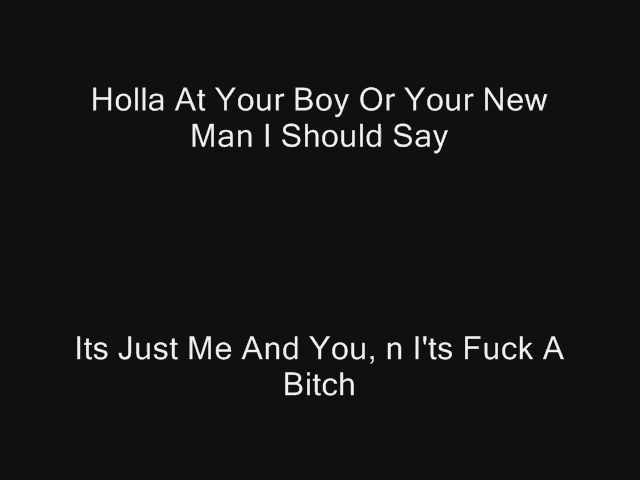 Holla At Your Boy Or Your New
Man I Should Say
Its Just Me And You, n I'ts Fuck A
Bitch